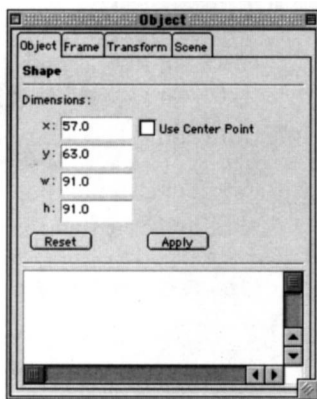 Object
Object Frame Transform Scene
Shape
Dimensions:
x: 57.0 Use Center Point
y: 63.0
w: 91.0
h: 91.0
Reset Apply